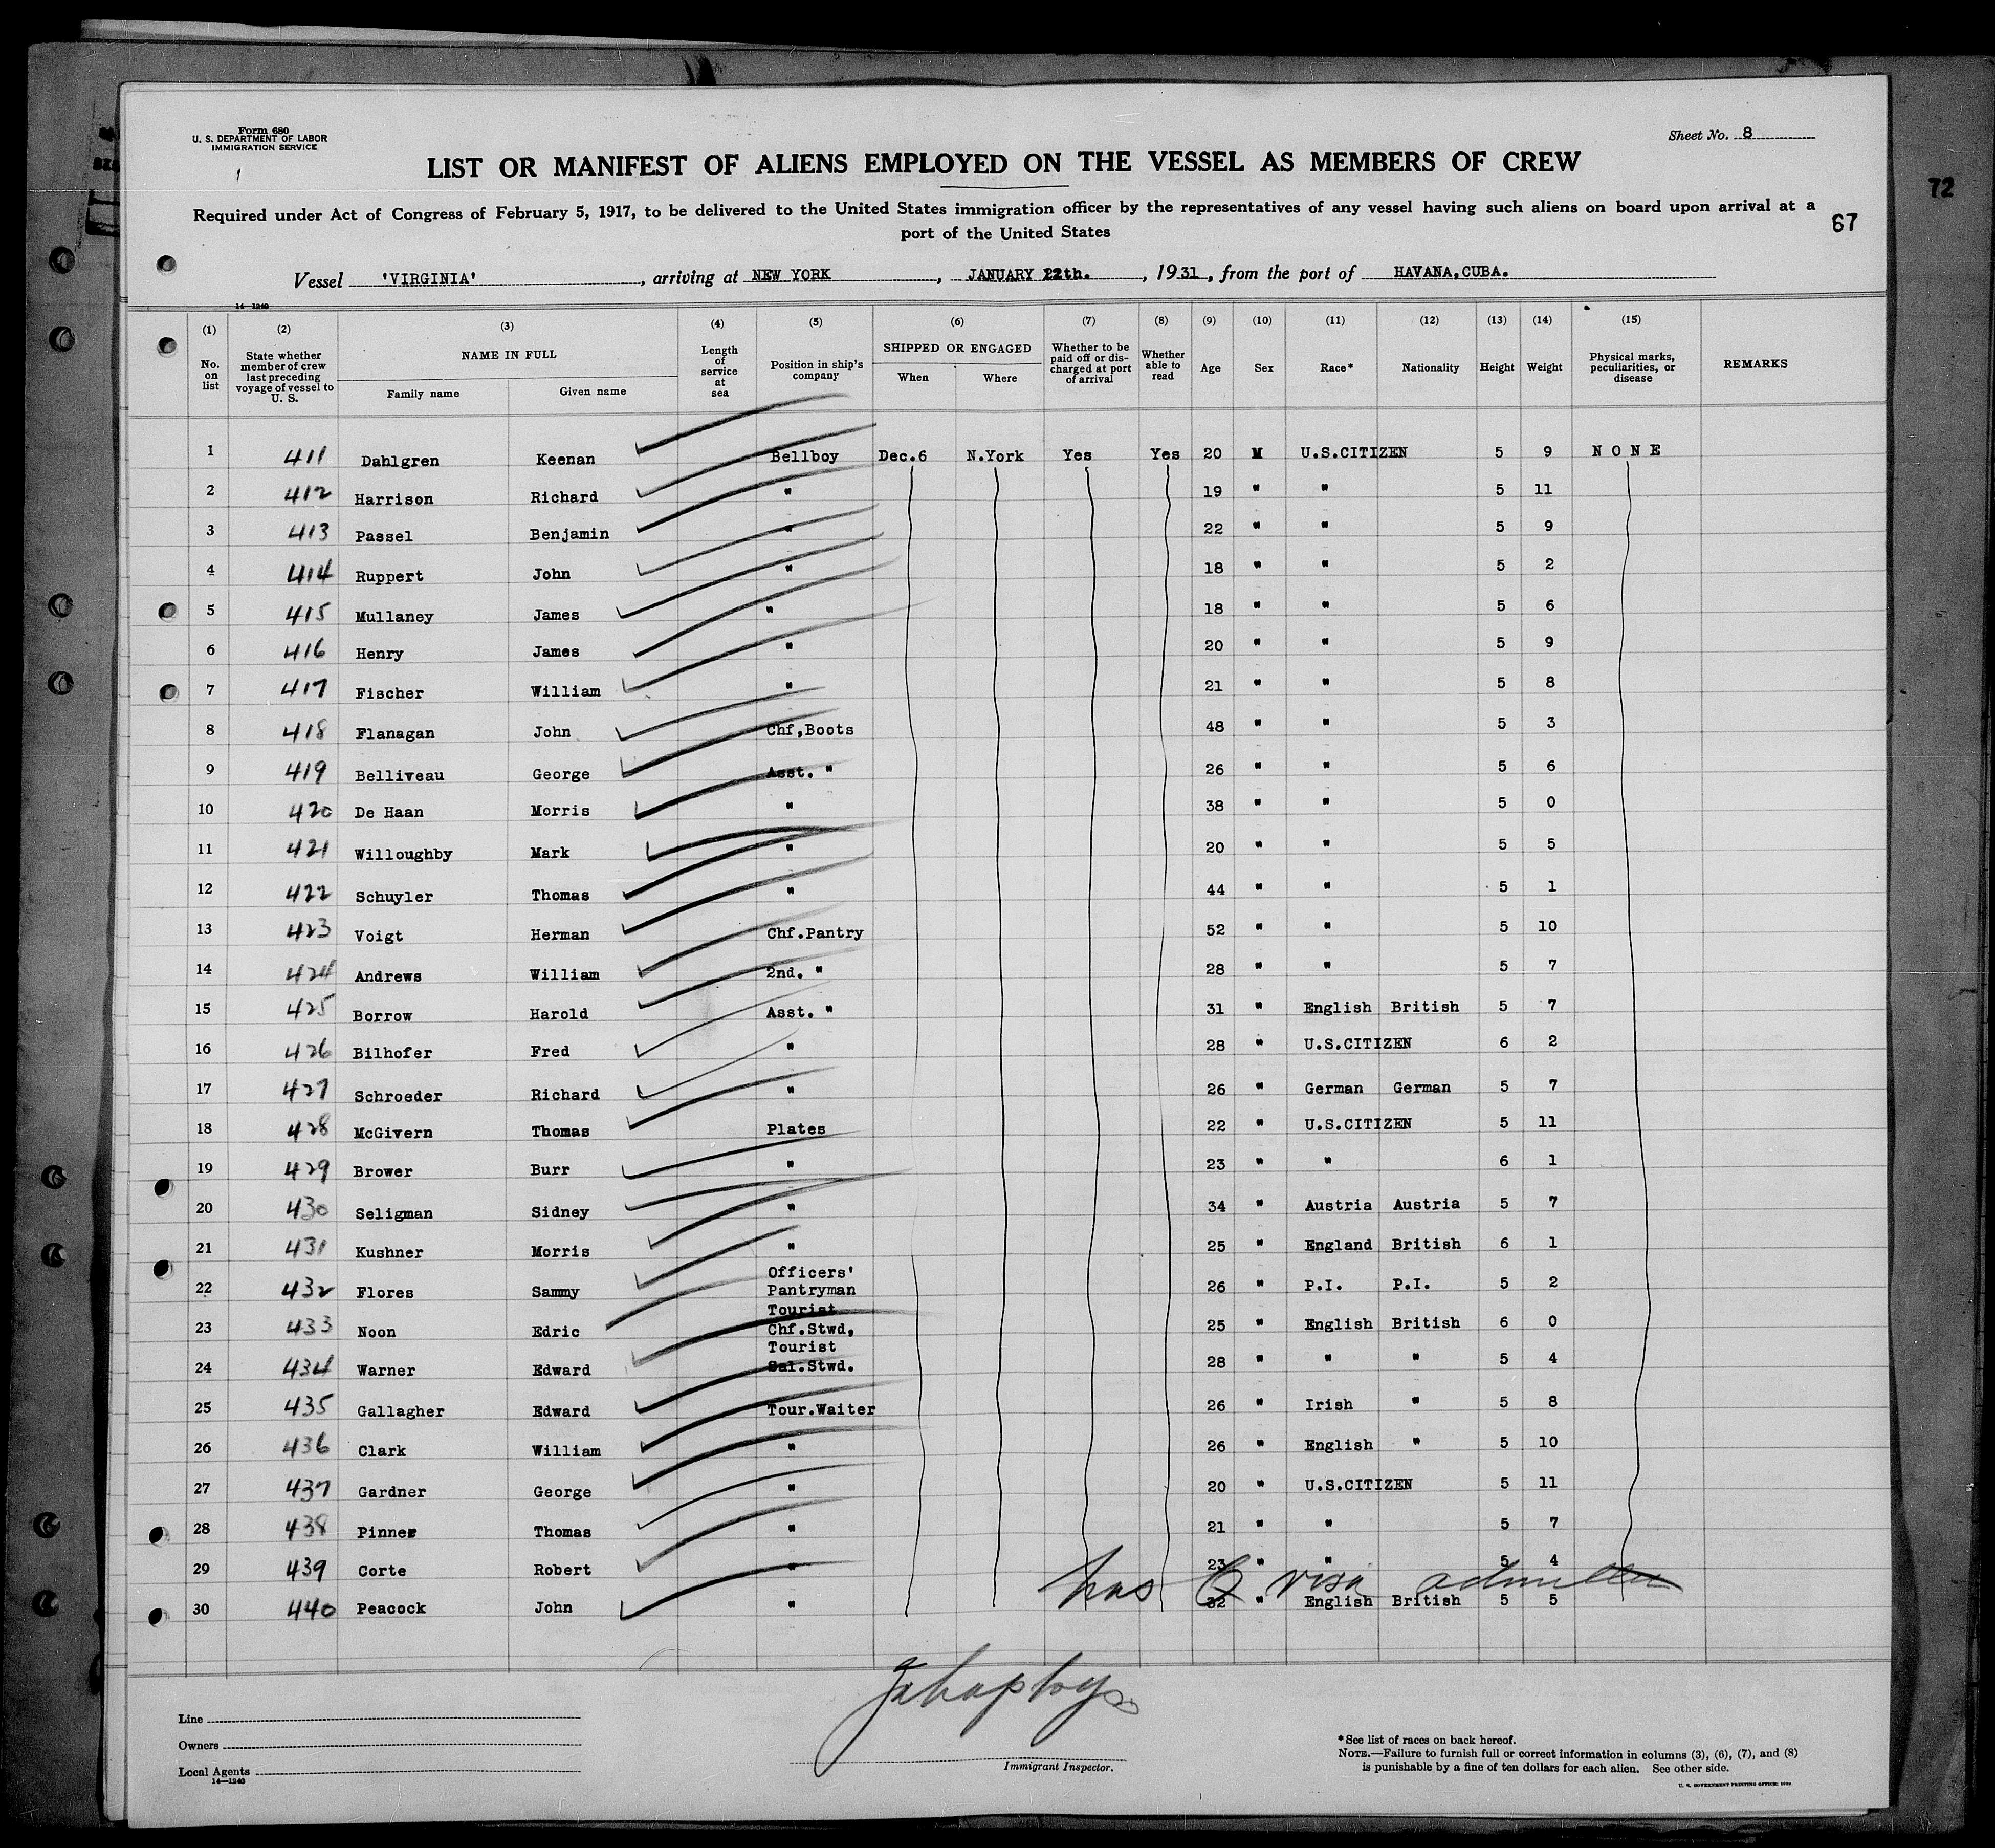 Form 680
U. S. DEPARTMENT OF LABOR
IMMIGRATION SERVICE
Sheet No. 8
LIST OR MANIFEST OF ALIENS EMPLOYED ON THE VESSEL AS MEMBERS OF CREW
Required under Act of Congress of February 5, 1917, to be delivered to the United States immigration officer by the representatives of any vessel having such aliens on board upon arrival at a
port of the United States
67
72
Vessel 'VIRGINIA' , arriving at NEW YORK , JANUARY 22th. , 1931 , from the port of HAVANA,CUBA.
14—1240
(1) (2) (3) (4) (5) (6) (7) (8) (9) (10) (11) (12) (13) (14) (15)
No. on list State whether member of crew last preceding voyage of vessel to U. S. NAME IN FULL Family name Given name Length of service at sea Position in ship's company SHIPPED OR ENGAGED When Where Whether to be paid off or discharged at port of arrival Whether able to read Age Sex Race* Nationality Height Weight Physical marks, peculiarities, or disease REMARKS
1 411 Dahlgren Keenan Bellboy Dec.6 N.York Yes Yes 20 M U.S.CITIZEN 5 9 N O N E
2 412 Harrison Richard " 19 " " 5 11
3 413 Passel Benjamin " 22 " " 5 9
4 414 Ruppert John " 18 " " 5 2
5 415 Mullaney James " 18 " " 5 6
6 416 Henry James " 20 " " 5 9
7 417 Fischer William " 21 " " 5 8
8 418 Flanagan John Chf,Boots 48 " " 5 3
9 419 Belliveau George Asst. " 26 " " 5 6
10 420 De Haan Morris " 38 " " 5 0
11 421 Willoughby Mark " 20 " " 5 5
12 422 Schuyler Thomas " 44 " " 5 1
13 423 Voigt Herman Chf.Pantry 52 " " 5 10
14 424 Andrews William 2nd. " 28 " " 5 7
15 425 Borrow Harold Asst. " 31 " English British 5 7
16 426 Bilhofer Fred " 28 " U.S.CITIZEN 6 2
17 427 Schroeder Richard " 26 " German German 5 7
18 428 McGivern Thomas Plates 22 " U.S.CITIZEN 5 11
19 429 Brower Burr " 23 " " 6 1
20 430 Seligman Sidney " 34 " Austria Austria 5 7
21 431 Kushner Morris " 25 " England British 6 1
22 432 Flores Sammy Officers' Pantryman 26 " P.I. P.I. 5 2
23 433 Noon Edric Tourist Chf.Stwd, 25 " English British 6 0
24 434 Warner Edward Tourist Sal.Stwd. 28 " " " 5 4
25 435 Gallagher Edward Tour.Waiter 26 " Irish " 5 8
26 436 Clark William " 26 " English " 5 10
27 437 Gardner George " 20 " U.S.CITIZEN 5 11
28 438 Pinner Thomas " 21 " " 5 7
29 439 Corte Robert " 23 " " 5 4
has Q visa admitted
30 440 Peacock John " 32 " English British 5 5
Line
Owners
Local Agents
14—1240
Immigrant Inspector.
*See list of races on back hereof.
NOTE.—Failure to furnish full or correct information in columns (3), (6), (7), and (8)
is punishable by a fine of ten dollars for each alien. See other side.
U. S. GOVERNMENT PRINTING OFFICE: 1929